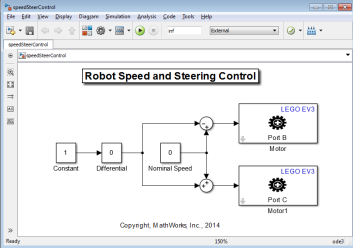 speedSteerControl
File Edit View Display Diagram Simulation Analysis Code Tools Help
inf External
speedSteerControl
speedSteerControl
Robot Speed and Steering Control
LEGO EV3
Port B
Motor
1
Constant
0
Differential
0
Nominal Speed
LEGO EV3
Port C
Motor1
Copyright, MathWorks, Inc., 2014
Ready 150% ode3